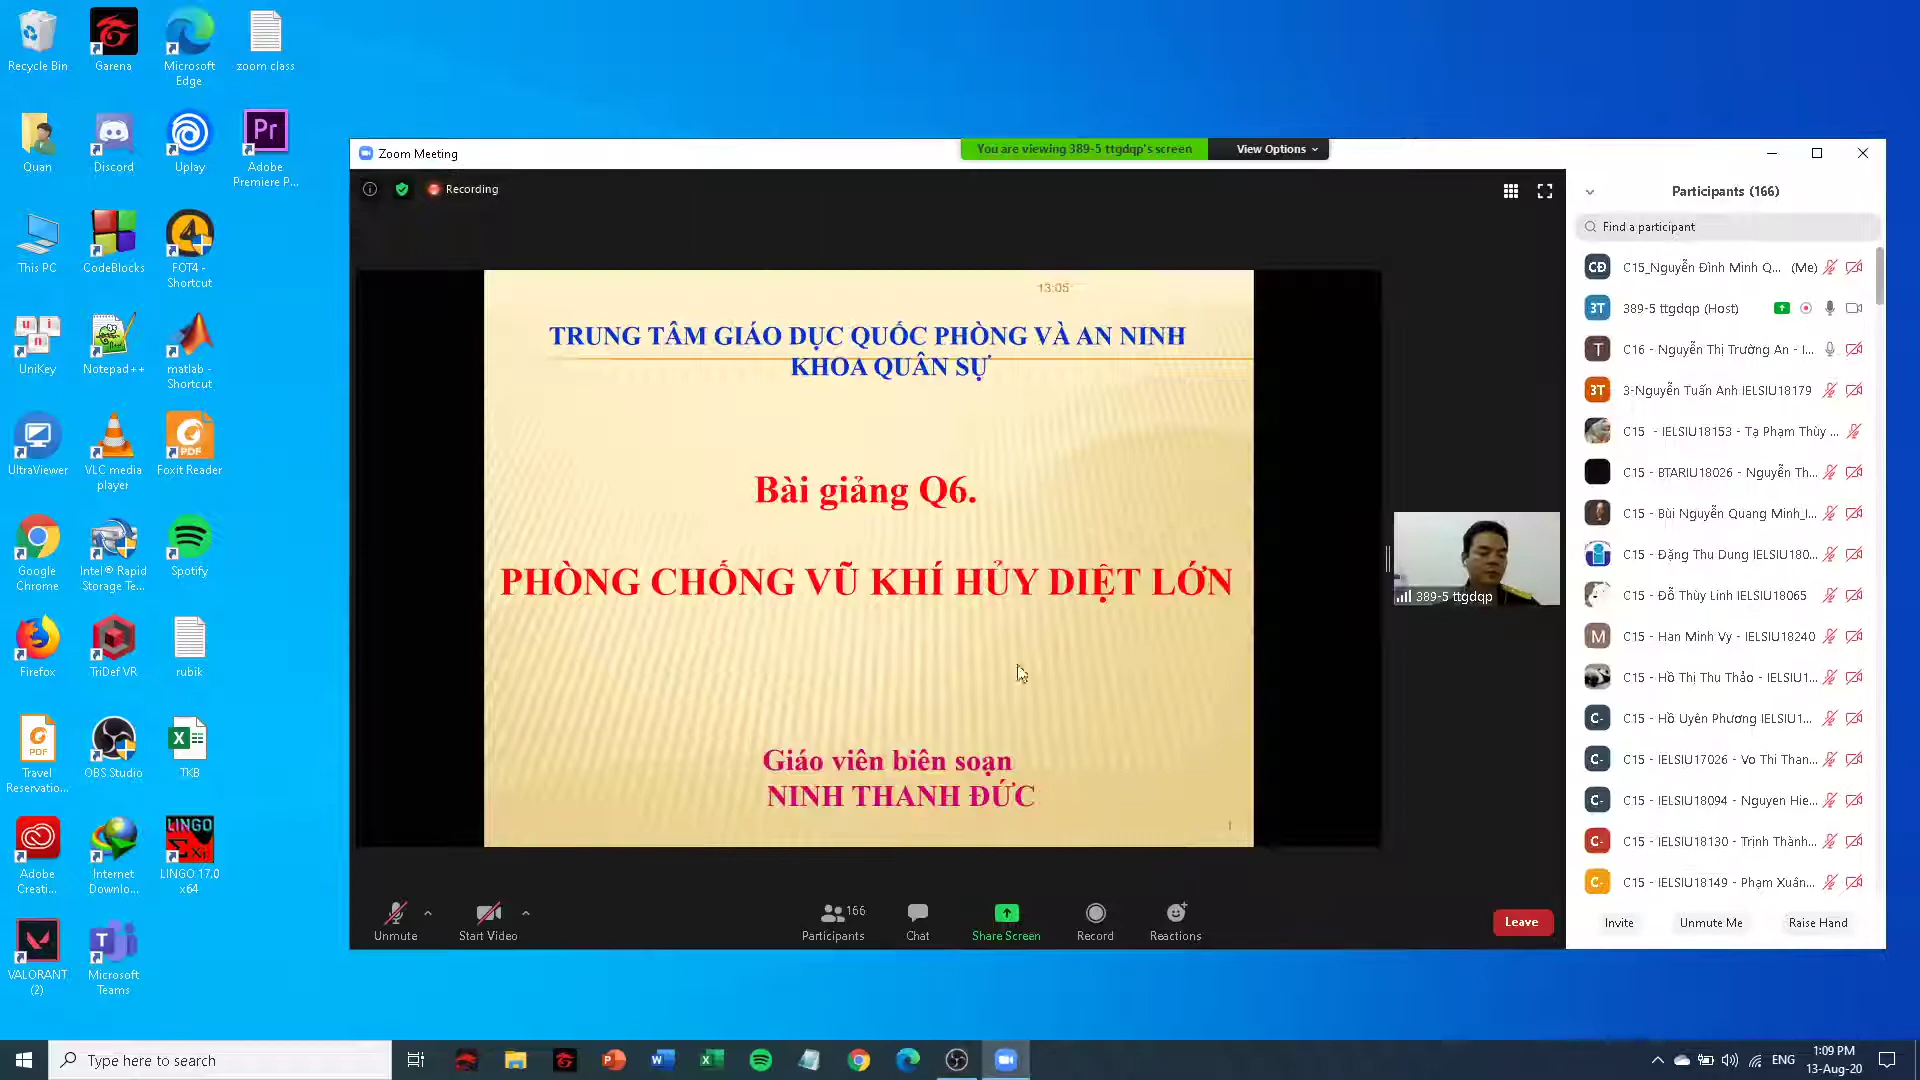 Recycle Bin
Garena
Microsoft
Edge
zoom class
Quan
Discord
Uplay
Adobe
Premiere P...
This PC
CodeBlocks
FOT4 -
Shortcut
UniKey
Notepad++
matlab -
Shortcut
UltraViewer
VLC media
player
Foxit Reader
Google
Chrome
Intel® Rapid
Storage Te...
Spotify
Firefox
TriDef VR
rubik
Travel
Reservatio...
OBS Studio
TKB
Adobe
Creati...
Internet
Downlo...
LINGO 17.0
x64
VALORANT
(2)
Microsoft
Teams
Zoom Meeting
You are viewing 389-5 ttgdqp's screen
View Options
Recording
13:05
TRUNG TÂM GIÁO DỤC QUỐC PHÒNG VÀ AN NINH
KHOA QUÂN SỰ
Bài giảng Q6.
PHÒNG CHỐNG VŨ KHÍ HỦY DIỆT LỚN
Giáo viên biên soạn
NINH THANH ĐỨC
1
389-5 ttgdqp
Participants (166)
Find a participant
CĐ C15_Nguyễn Đình Minh Q... (Me)
3T 389-5 ttgdqp (Host)
T C16 - Nguyễn Thị Trường An - I...
3T 3-Nguyễn Tuấn Anh IELSIU18179
C15 - IELSIU18153 - Tạ Phạm Thùy ...
C15 - BTARIU18026 - Nguyễn Th...
C15 - Bùi Nguyễn Quang Minh_I...
C15 - Đặng Thu Dung IELSIU180...
C15 - Đỗ Thùy Linh IELSIU18065
M C15 - Han Minh Vy - IELSIU18240
C15 - Hồ Thị Thu Thảo - IELSIU1...
C- C15 - Hồ Uyên Phương IELSIU1...
C- C15 - IELSIU17026 - Vo Thi Than...
C- C15 - IELSIU18094 - Nguyen Hie...
C- C15 - IELSIU18130 - Trịnh Thành...
C- C15 - IELSIU18149 - Phạm Xuân...
Invite
Unmute Me
Raise Hand
Unmute
Start Video
166
Participants
Chat
Share Screen
Record
Reactions
Leave
Type here to search
ENG
1:09 PM
13-Aug-20